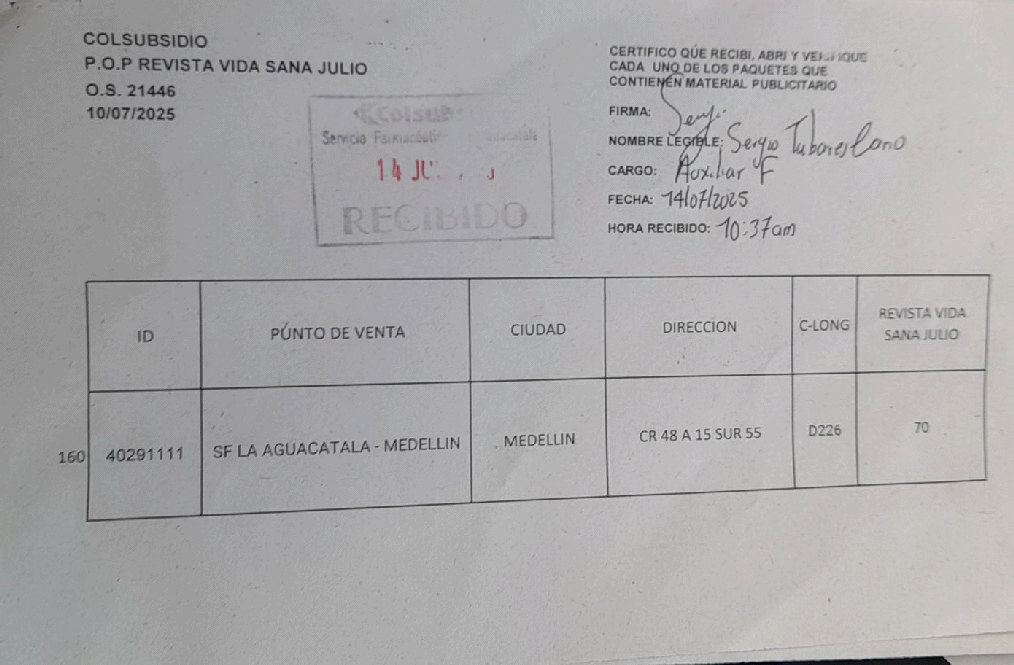 COLSUBSIDIO
P.O.P REVISTA VIDA SANA JULIO
O.S. 21446
10/07/2025
Servicio
14
RECIBIDO
CERTIFICO QUE RECIBI, ABRI Y
CADA UNO DE LOS PAQUETES QUE
CONTIENEN MATERIAL PUBLICITARIO
FIRMA:
NOMBRE LEGIBLE: Sergio
CARGO: Auxiliar F
FECHA: 14/07/2025
HORA RECIBIDO: 10:37am
ID PUNTO DE VENTA CIUDAD DIRECCION C-LONG REVISTA VIDA
SANA JULIO
160 40291111 SF LA AGUACATALA - MEDELLIN MEDELLIN CR 48 A 15 SUR 55 D226 70